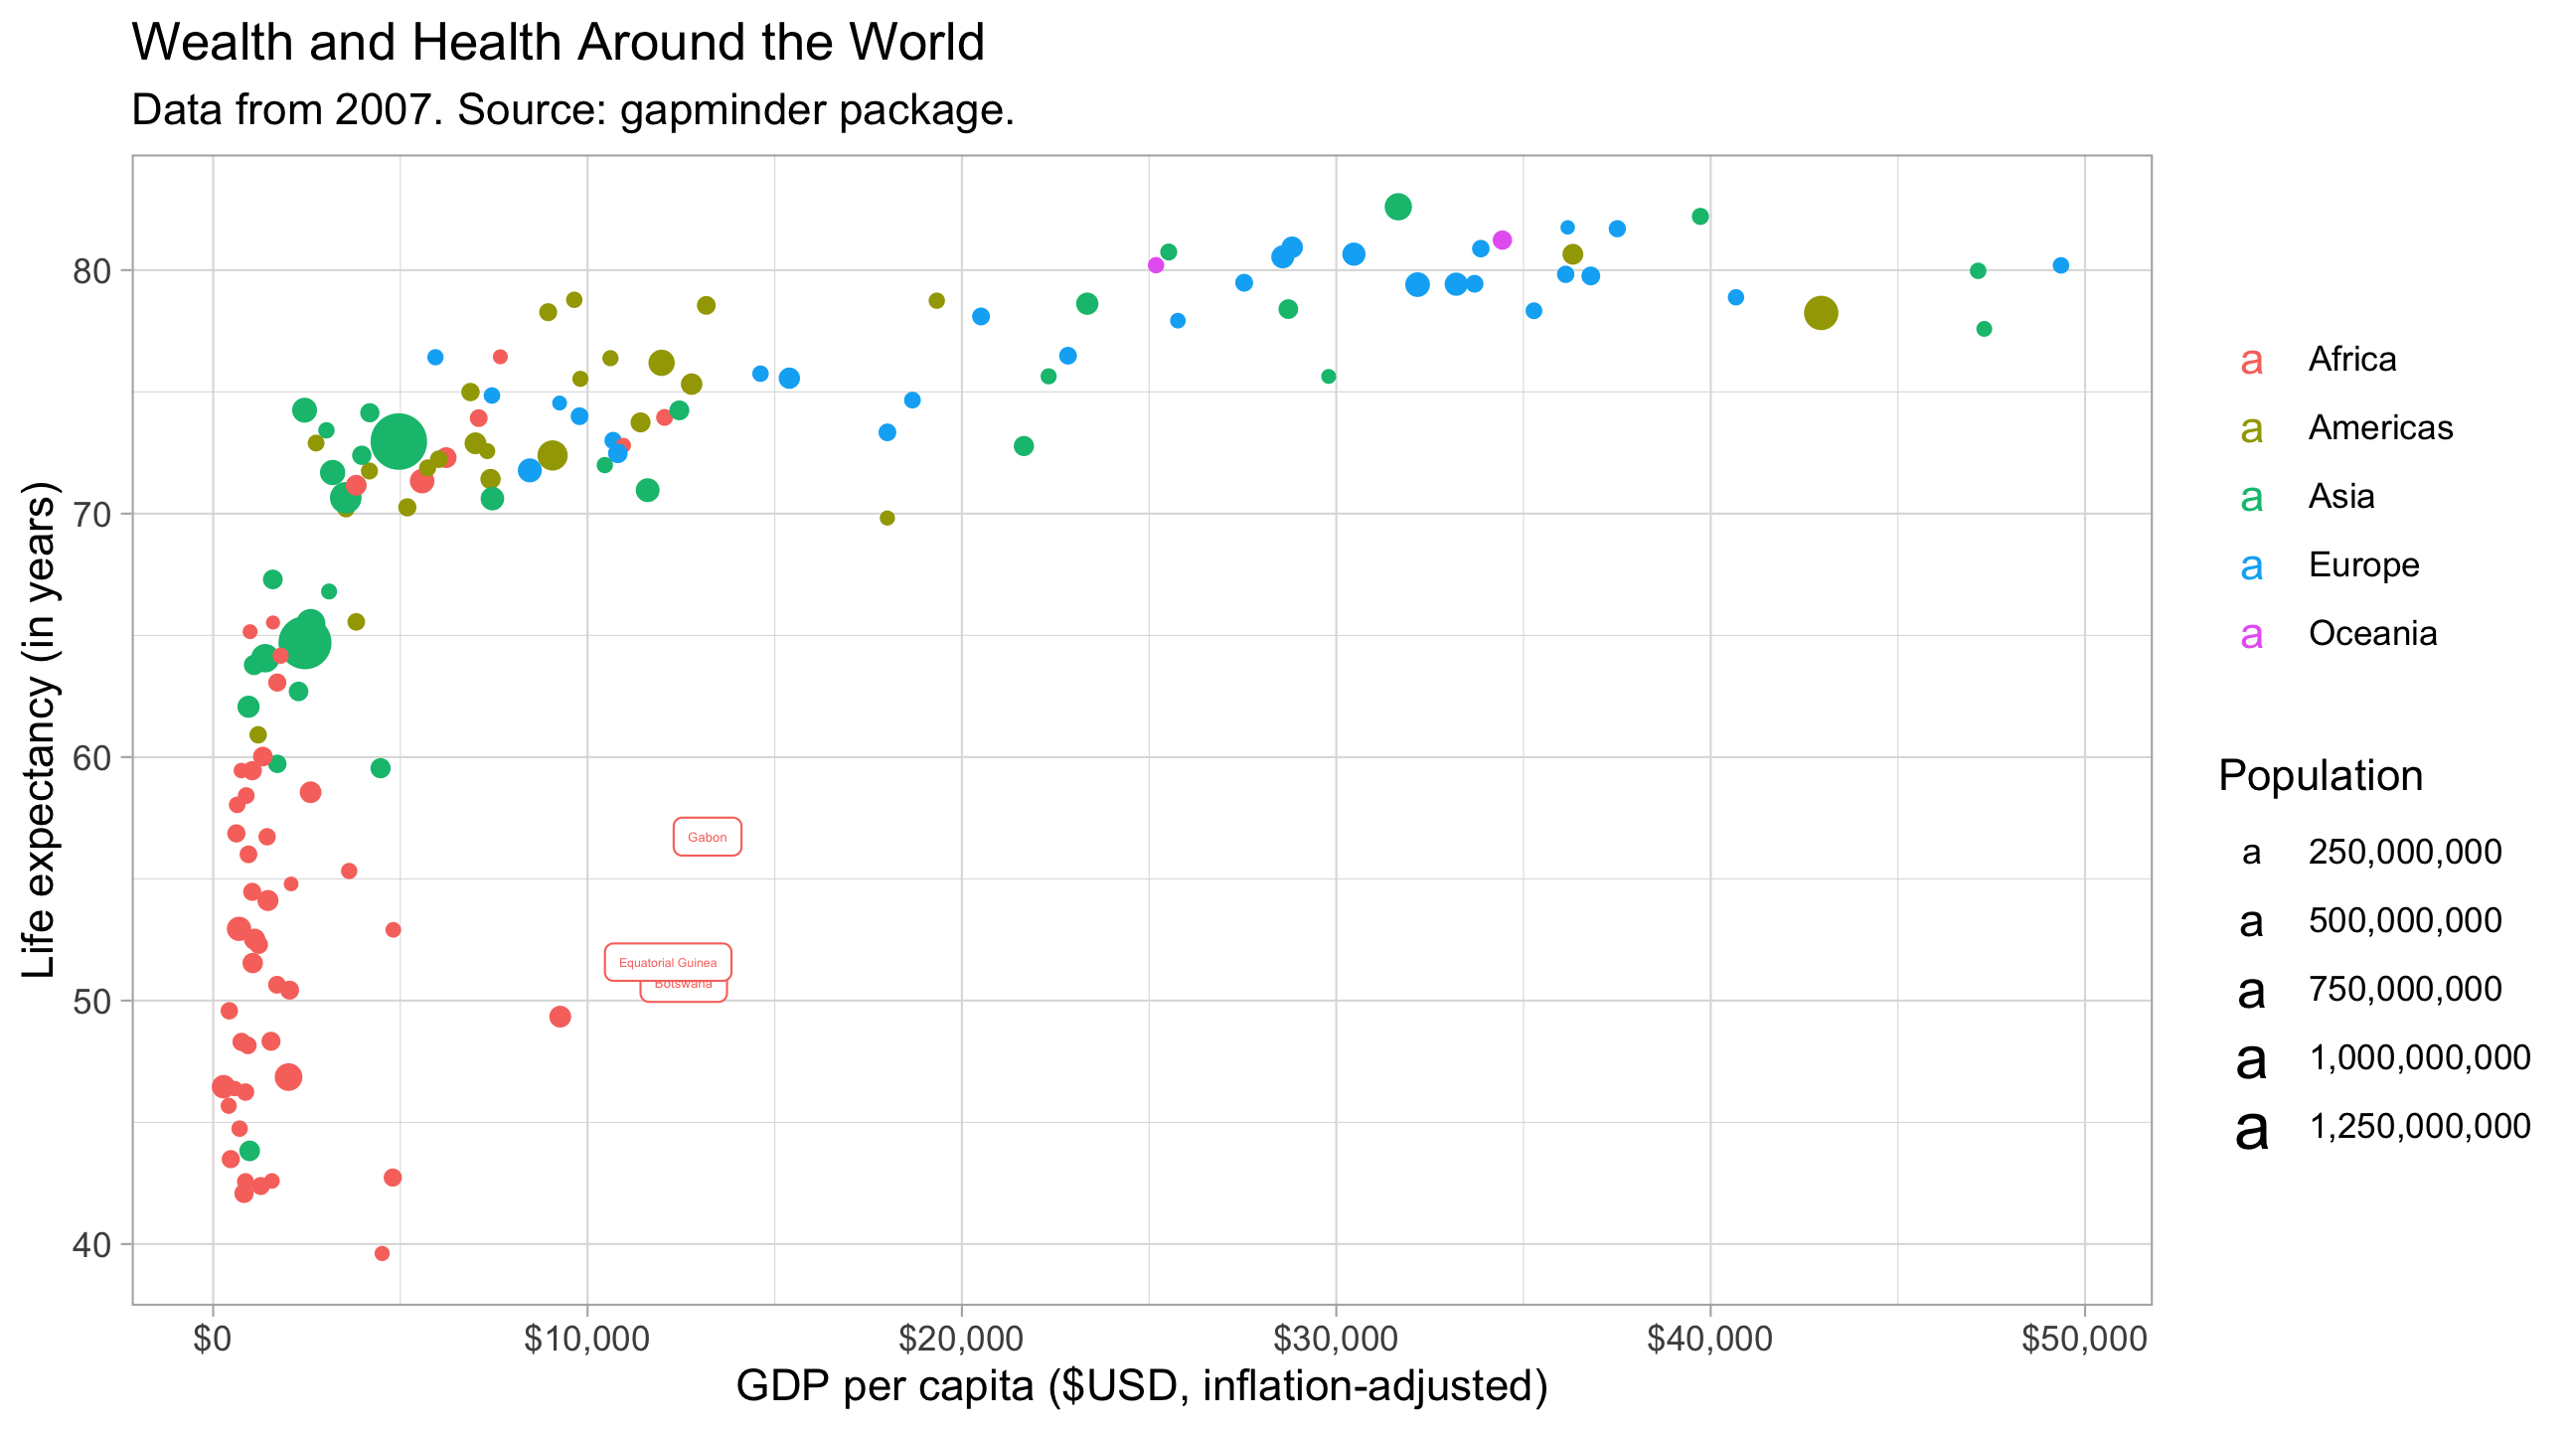 Wealth and Health Around the World
Data from 2007. Source: gapminder package.
Life expectancy (in years)
80
70
60
50
40
Gabon
Equatorial Guinea
Botswana
$0
$10,000
$20,000
$30,000
$40,000
$50,000
GDP per capita ($USD, inflation-adjusted)
a Africa
a Americas
a Asia
a Europe
a Oceania
Population
a 250,000,000
a 500,000,000
a 750,000,000
a 1,000,000,000
a 1,250,000,000